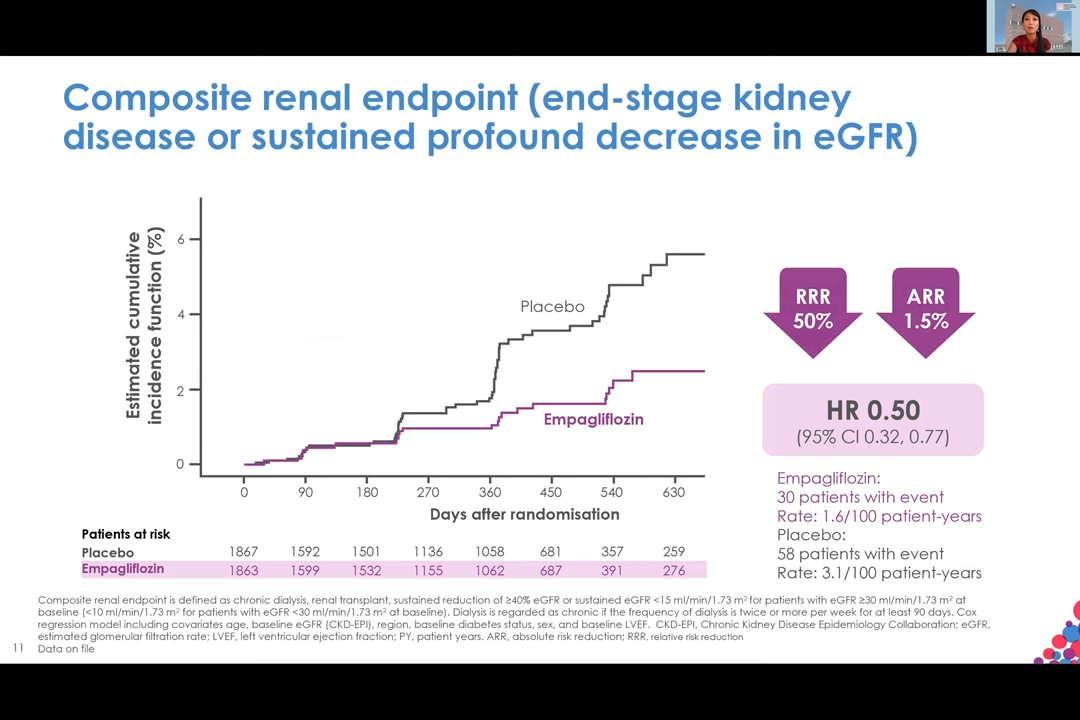 Composite renal endpoint (end-stage kidney
disease or sustained profound decrease in eGFR)
Estimated cumulative
incidence function (%)
6
4
2
0
Placebo
Empagliflozin
0 90 180 270 360 450 540 630
Days after randomisation
RRR
50%
ARR
1.5%
HR 0.50
(95% CI 0.32, 0.77)
Empagliflozin:
30 patients with event
Rate: 1.6/100 patient-years
Placebo:
58 patients with event
Rate: 3.1/100 patient-years
Patients at risk
Placebo 1867 1592 1501 1136 1058 681 357 259
Empagliflozin 1863 1599 1532 1155 1062 687 391 276
Composite renal endpoint is defined as chronic dialysis, renal transplant, sustained reduction of ≥40% eGFR or sustained eGFR <15 ml/min/1.73 m² for patients with eGFR ≥30 ml/min/1.73 m² at
baseline (<10 ml/min/1.73 m² for patients with eGFR <30 ml/min/1.73 m² at baseline). Dialysis is regarded as chronic if the frequency of dialysis is twice or more per week for at least 90 days. Cox
regression model including covariates age, baseline eGFR (CKD-EPI), region, baseline diabetes status, sex, and baseline LVEF. CKD-EPI, Chronic Kidney Disease Epidemiology Collaboration; eGFR,
estimated glomerular filtration rate; LVEF, left ventricular ejection fraction; PY, patient years. ARR, absolute risk reduction; RRR, relative risk reduction
11 Data on file